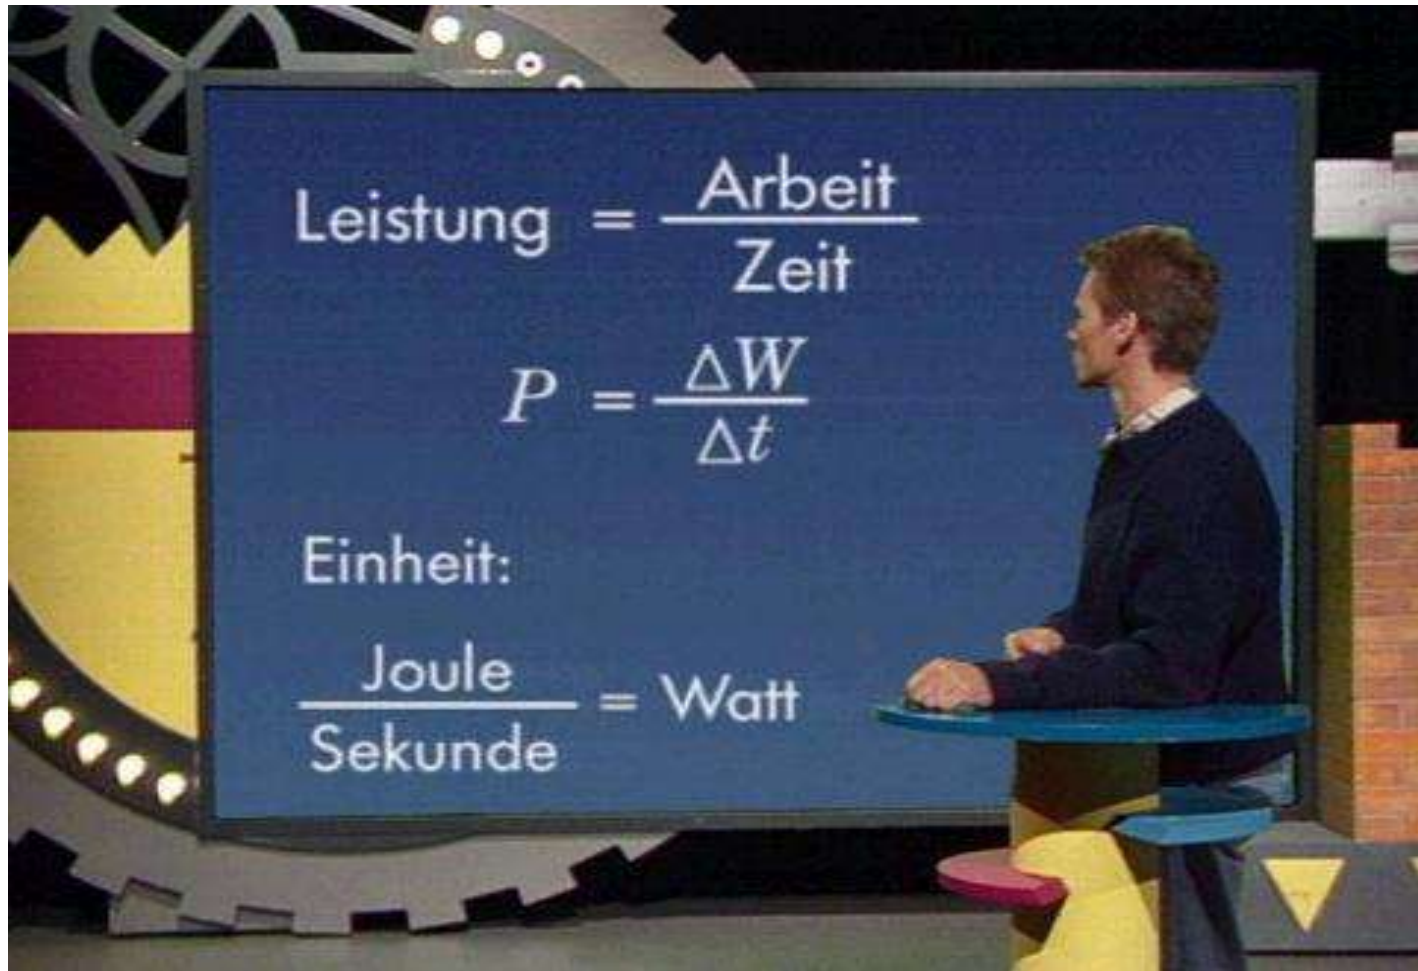 Leistung = Arbeit / Zeit
P = ΔW / Δt
Einheit:
Joule / Sekunde = Watt